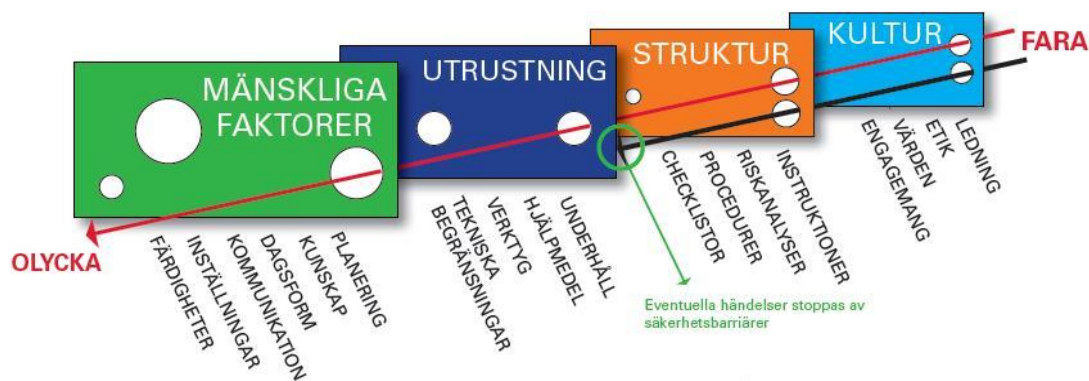 KULTUR
FARA
STRUKTUR
UTRUSTNING
MÄNSKLIGA
FAKTORER
OLYCKA
FÄRDIGHETER
INSTÄLLNINGAR
KOMMUNIKATION
DAGSFORM
KUNSKAP
PLANERING
TEKNISKA
BEGRÄNSNINGAR
VERKTYG
HJÄLPMEDEL
UNDERHÅLL
CHECKLISTOR
PROCEDURER
RISKANALYSER
INSTRUKTIONER
ENGAGEMANG
VÄRDEN
ETIK
LEDNING
Eventuella händelser stoppas av
säkerhetsbarriärer